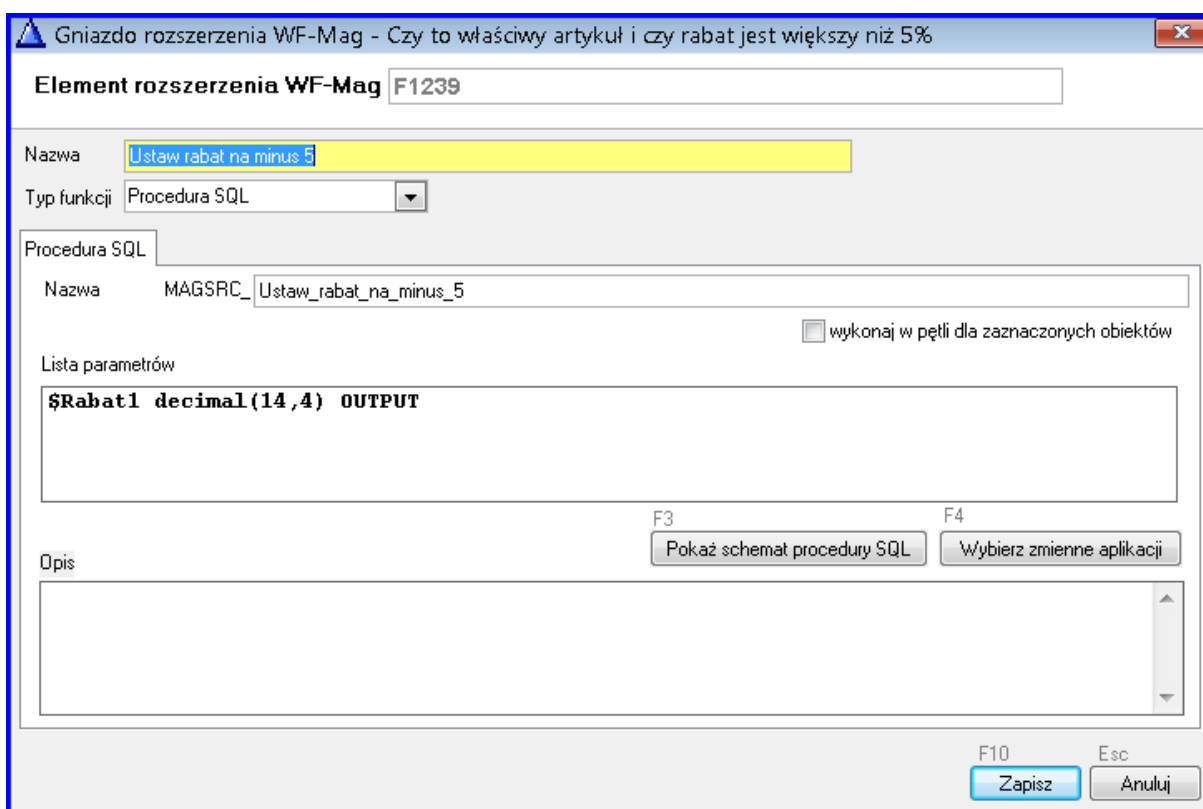 Gniazdo rozszerzenia WF-Mag - Czy to właściwy artykuł i czy rabat jest większy niż 5%
Element rozszerzenia WF-Mag F1239
Nazwa Ustaw rabat na minus 5
Typ funkcji Procedura SQL
Procedura SQL
Nazwa MAGSRC_ Ustaw_rabat_na_minus_5
wykonaj w pętli dla zaznaczonych obiektów
Lista parametrów
$Rabat1 decimal(14,4) OUTPUT
F3 F4
Pokaż schemat procedury SQL Wybierz zmienne aplikacji
Opis
F10 Esc
Zapisz Anuluj